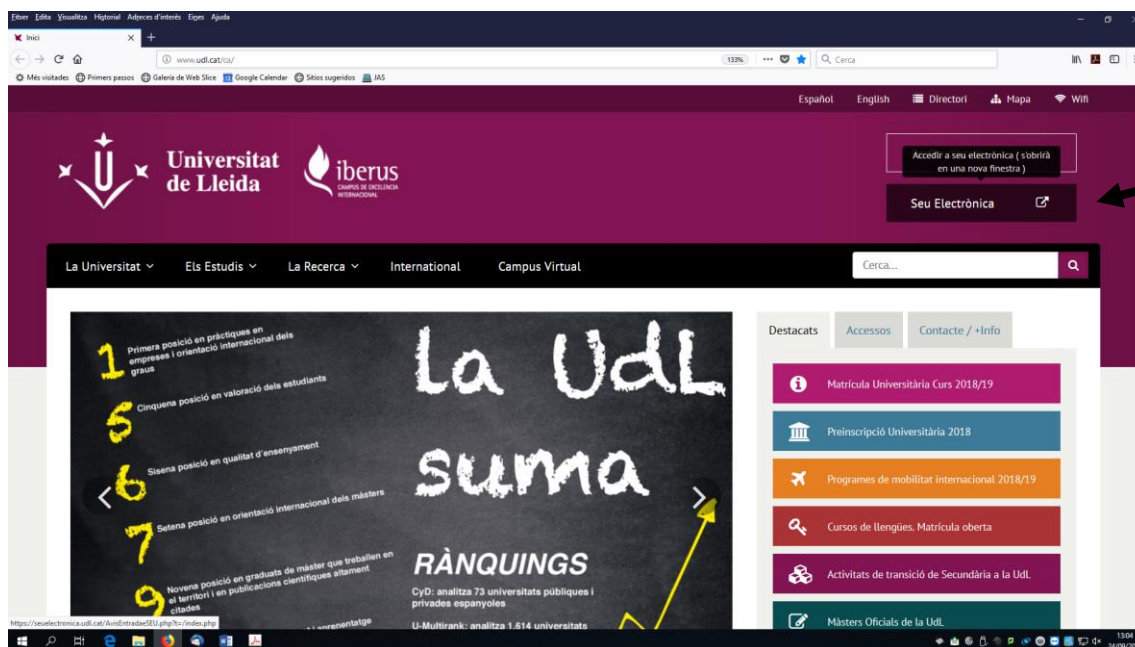 Fitxer Edita Visualitza Historial Adreces d'interès Eines Ajuda
Inici
www.udl.cat/ca/
133%
Cerca
Més visitades Primers passos Galeria de Web Slice Google Calendar Sitios sugeridos JAS
Español English Directori Mapa Wifi
Universitat
de Lleida
iberus
CAMPUS DE EXCELENCIA
INTERNACIONAL
Accedir a seu electrònica ( s'obrirà
en una nova finestra )
Seu Electrònica
La Universitat Els Estudis La Recerca International Campus Virtual
Cerca...
1 Primera posició en pràctiques en
empreses i orientació internacional dels
graus
5 Cinquena posició en valoració dels estudiants
6 Sisena posició en qualitat d'ensenyament
7 Setena posició en orientació internacional dels màsters
9 Novena posició en graduats de màster que treballen en
el territori i en publicacions científiques altament
citades
i aprenentatge
la UdL
suma
RÀNQUINGS
CyD: analitza 73 universitats públiques i
privades espanyoles
U-Multirank: analitza 1.614 universitats
Destacats Accessos Contacte / +Info
Matrícula Universitària Curs 2018/19
Preinscripció Universitària 2018
Programes de mobilitat internacional 2018/19
Cursos de llengües. Matrícula oberta
Activitats de transició de Secundària a la UdL
Màsters Oficials de la UdL
https://seuelectronica.udl.cat/AvisEntradaeSEU.php?t=/index.php
13:04